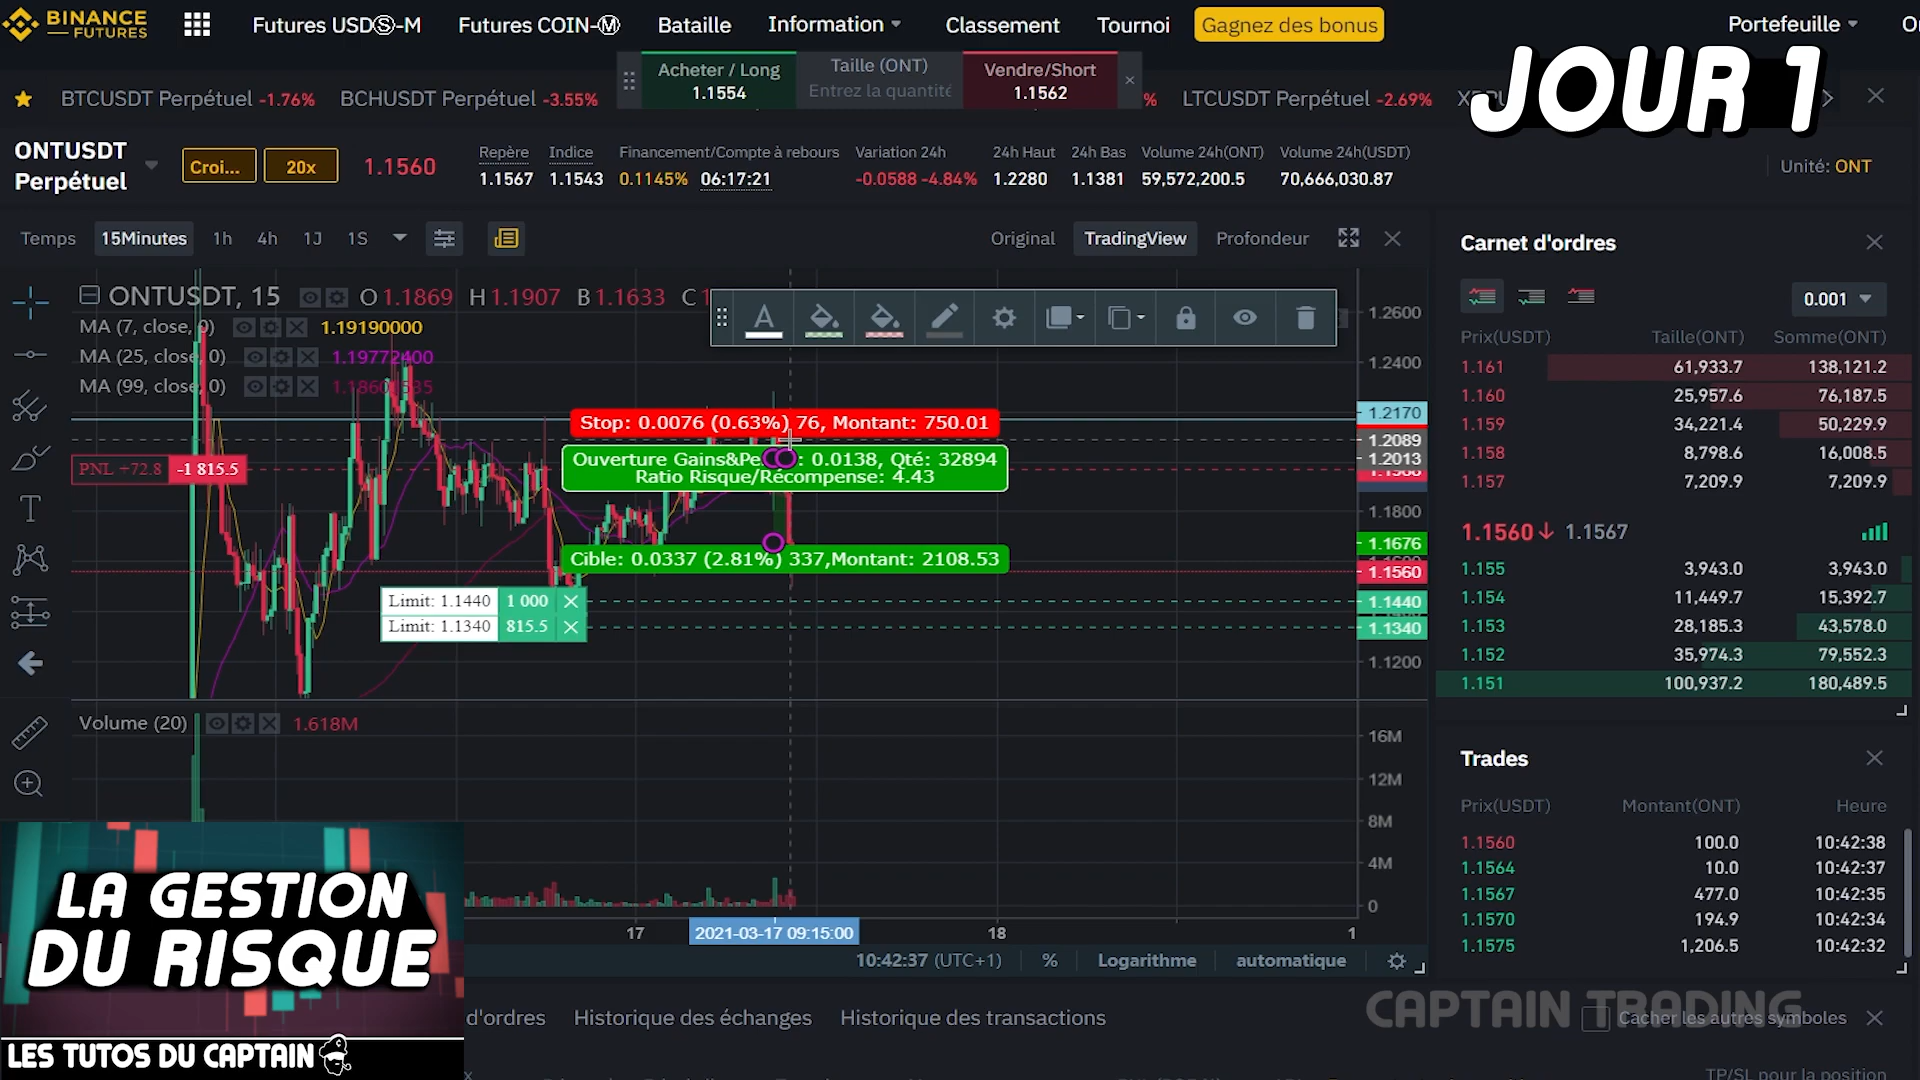 BINANCE
FUTURES
Futures USDⓈ-M
Futures COIN-Ⓜ
Bataille
Information
Classement
Tournoi
Gagnez des bonus
Portefeuille
JOUR 1
Acheter / Long
1.1554
Taille (ONT)
Entrez la quantité
Vendre/Short
1.1562
BTCUSDT Perpétuel -1.76%
BCHUSDT Perpétuel -3.55%
%
LTCUSDT Perpétuel -2.69%
ONTUSDT
Perpétuel
Croi...
20x
1.1560
Repère
1.1567
Indice
1.1543
Financement/Compte à rebours
0.1145% 06:17:21
Variation 24h
-0.0588 -4.84%
24h Haut
1.2280
24h Bas
1.1381
Volume 24h(ONT)
59,572,200.5
Volume 24h(USDT)
70,666,030.87
Unité: ONT
Temps
15Minutes
1h
4h
1J
1S
Original
TradingView
Profondeur
ONTUSDT, 15
O1.1869 H1.1907 B1.1633 C
MA (7, close, 0) 1.19190000
MA (25, close, 0) 1.19772400
MA (99, close, 0)
Stop: 0.0076 (0.63%) 76, Montant: 750.01
0.0138, Qté: 32894
Ratio Risque/Récompense: 4.43
Cible: 0.0337 (2.81%) 337,Montant: 2108.53
PNL +72.8 -1 815.5
Limit: 1.1440 1 000
Limit: 1.1340 815.5
1.2600
1.2400
1.2170
1.2089
1.2013
1.1800
1.1676
1.1560
1.1440
1.1340
1.1200
Volume (20) 1.618M
16M
12M
8M
4M
0
17
2021-03-17 09:15:00
18
1
10:42:37 (UTC+1)
%
Logarithme
automatique
Carnet d'ordres
0.001
Prix(USDT) Taille(ONT) Somme(ONT)
1.161 61,933.7 138,121.2
1.160 25,957.6 76,187.5
1.159 34,221.4 50,229.9
1.158 8,798.6 16,008.5
1.157 7,209.9 7,209.9
1.1560 1.1567
1.155 3,943.0 3,943.0
1.154 11,449.7 15,392.7
1.153 28,185.3 43,578.0
1.152 35,974.3 79,552.3
1.151 100,937.2 180,489.5
Trades
Prix(USDT) Montant(ONT) Heure
1.1560 100.0 10:42:38
1.1564 10.0 10:42:37
1.1567 477.0 10:42:35
1.1570 194.9 10:42:34
1.1575 1,206.5 10:42:32
LA GESTION
DU RISQUE
LES TUTOS DU CAPTAIN
d'ordres
Historique des échanges
Historique des transactions
CAPTAIN TRADING
Cacher les autres symboles
TP/SL pour la position